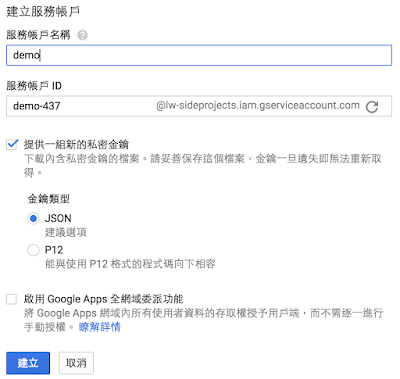 建立服務帳戶
服務帳戶名稱 ?
demo
服務帳戶 ID
demo-437 @lw-sideprojects.iam.gserviceaccount.com
提供一組新的私密金鑰
下載內含私密金鑰的檔案。請妥善保存這個檔案，金鑰一旦遺失即無法重新取
得。
金鑰類型
JSON
建議選項
P12
能與使用 P12 格式的程式碼向下相容
啟用 Google Apps 全網域委派功能
將 Google Apps 網域內所有使用者資料的存取權授予用戶端，而不需逐一進行
手動授權。 瞭解詳情
建立 取消